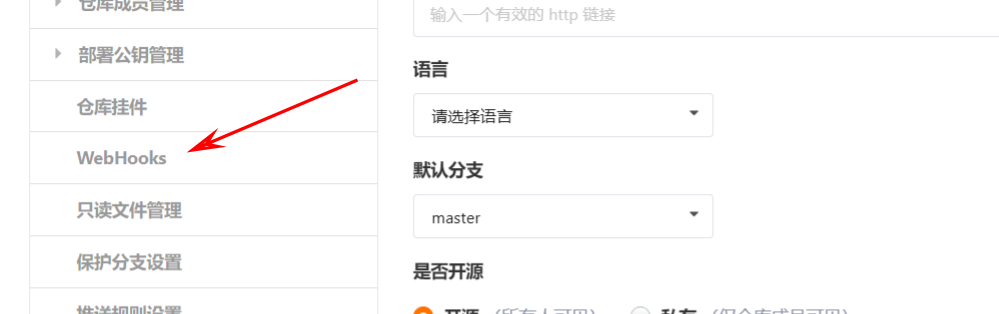 仓库成员管理
部署公钥管理
仓库挂件
WebHooks
只读文件管理
保护分支设置
推送规则设置
输入一个有效的 http 链接
语言
请选择语言
默认分支
master
是否开源
开源 (所有人可见) 私有 (仅仓库成员可见)